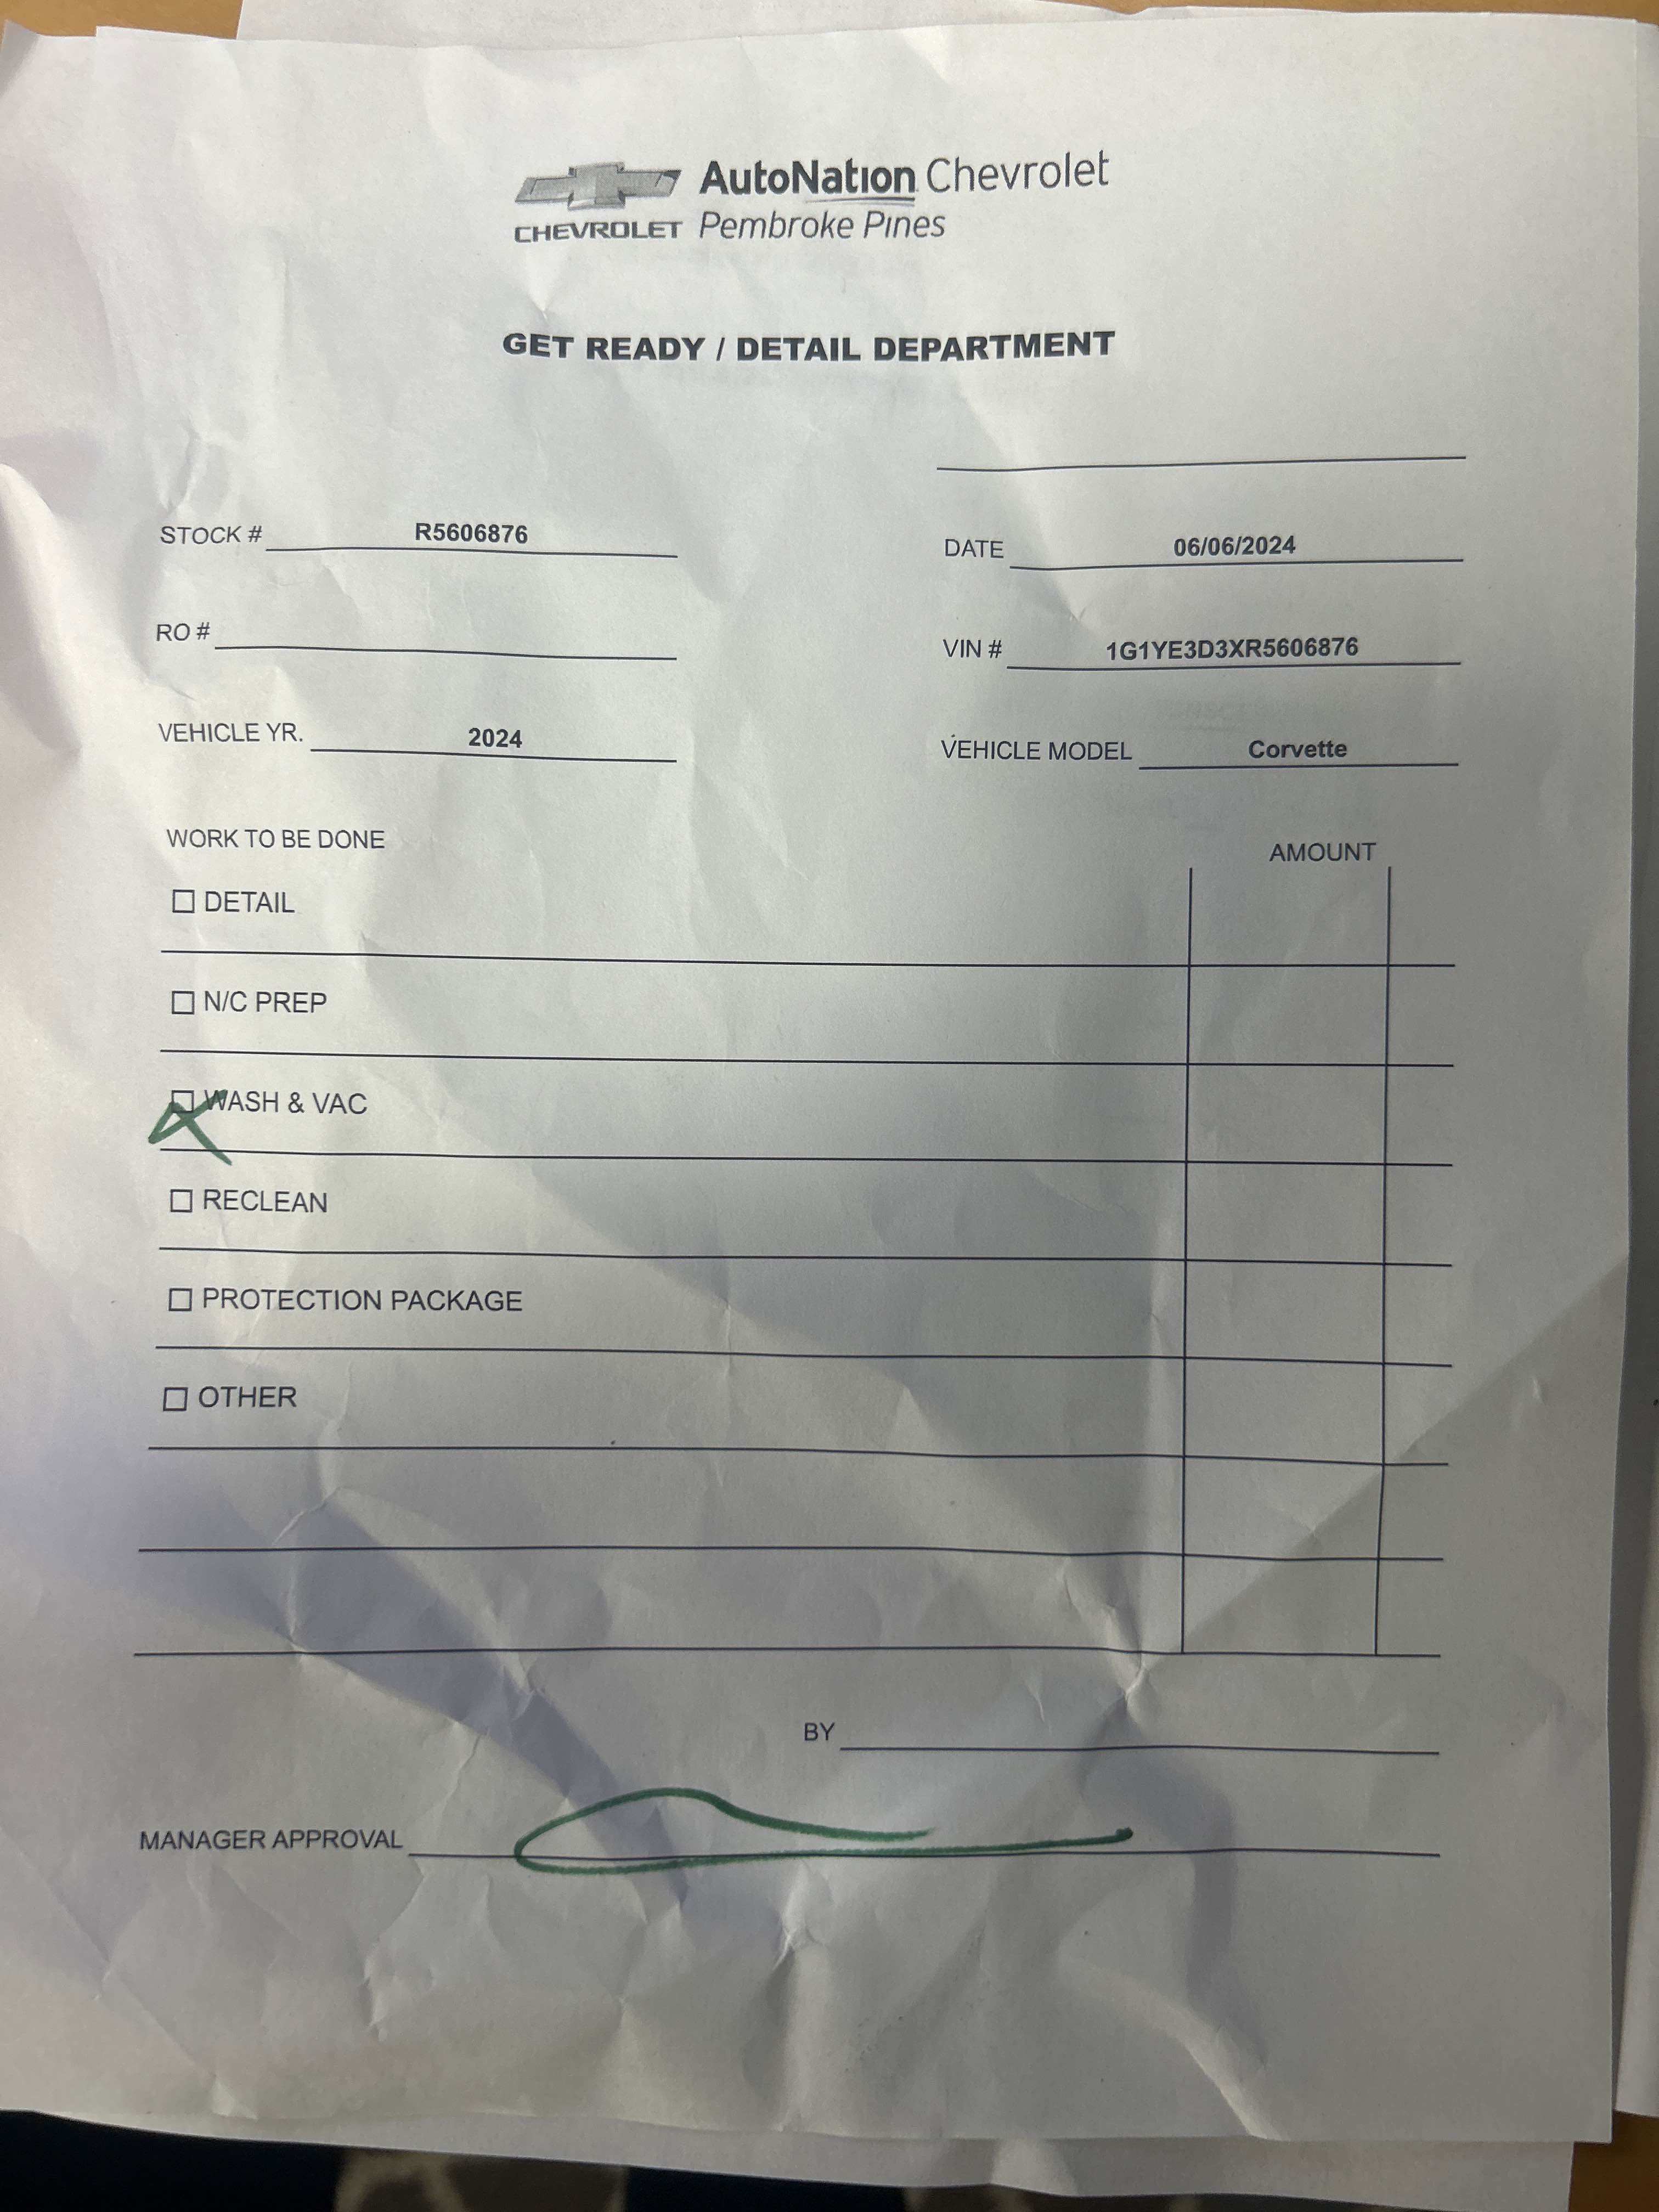 AutoNation Chevrolet
CHEVROLET Pembroke Pines
GET READY / DETAIL DEPARTMENT
STOCK # R5606876
DATE 06/06/2024
RO #
VIN # 1G1YE3D3XR5606876
VEHICLE YR. 2024
VEHICLE MODEL Corvette
WORK TO BE DONE
AMOUNT
DETAIL
N/C PREP
WASH & VAC
RECLEAN
PROTECTION PACKAGE
OTHER
BY
MANAGER APPROVAL